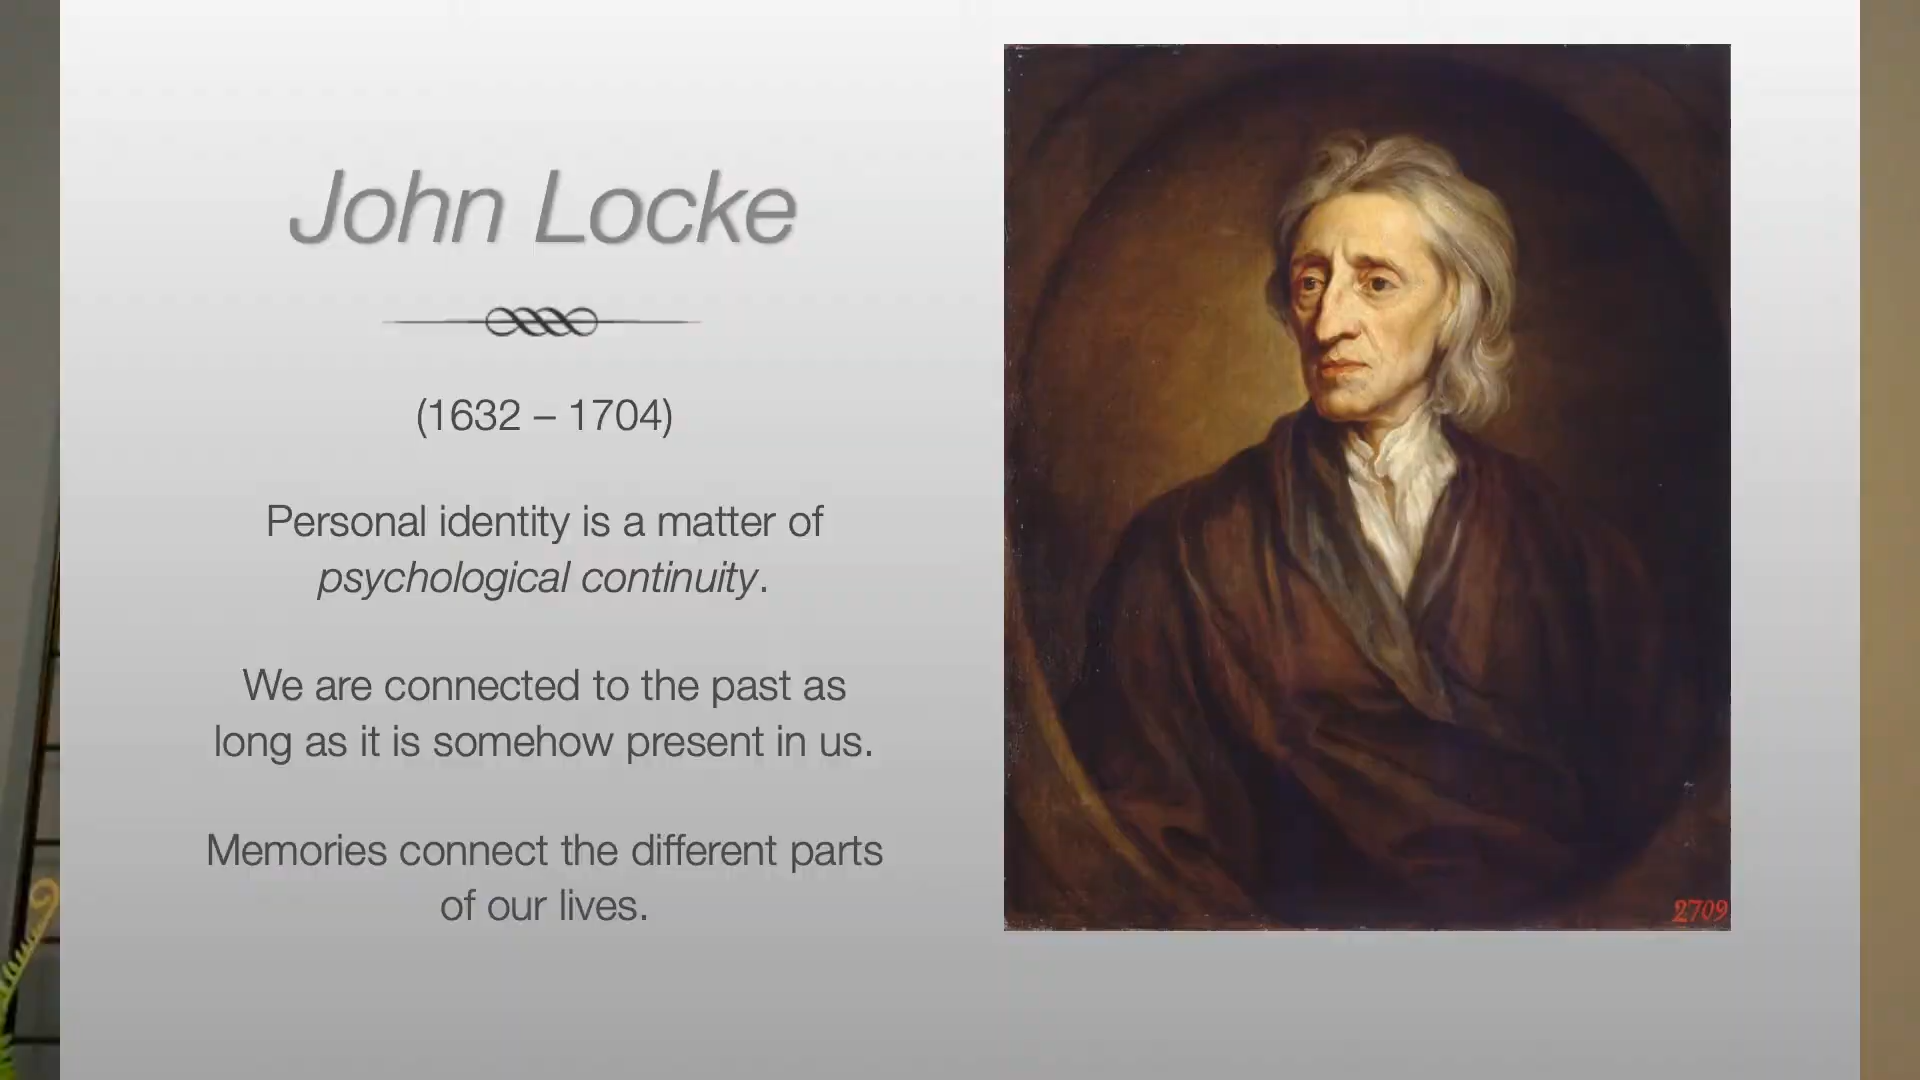 John Locke
(1632 – 1704)
Personal identity is a matter of
psychological continuity.
We are connected to the past as
long as it is somehow present in us.
Memories connect the different parts
of our lives.
2709